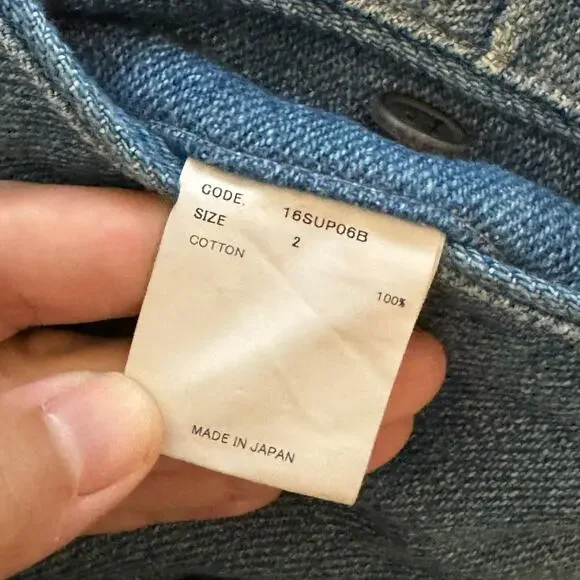 CODE. 16SUP06B
SIZE 2
COTTON 100%
MADE IN JAPAN